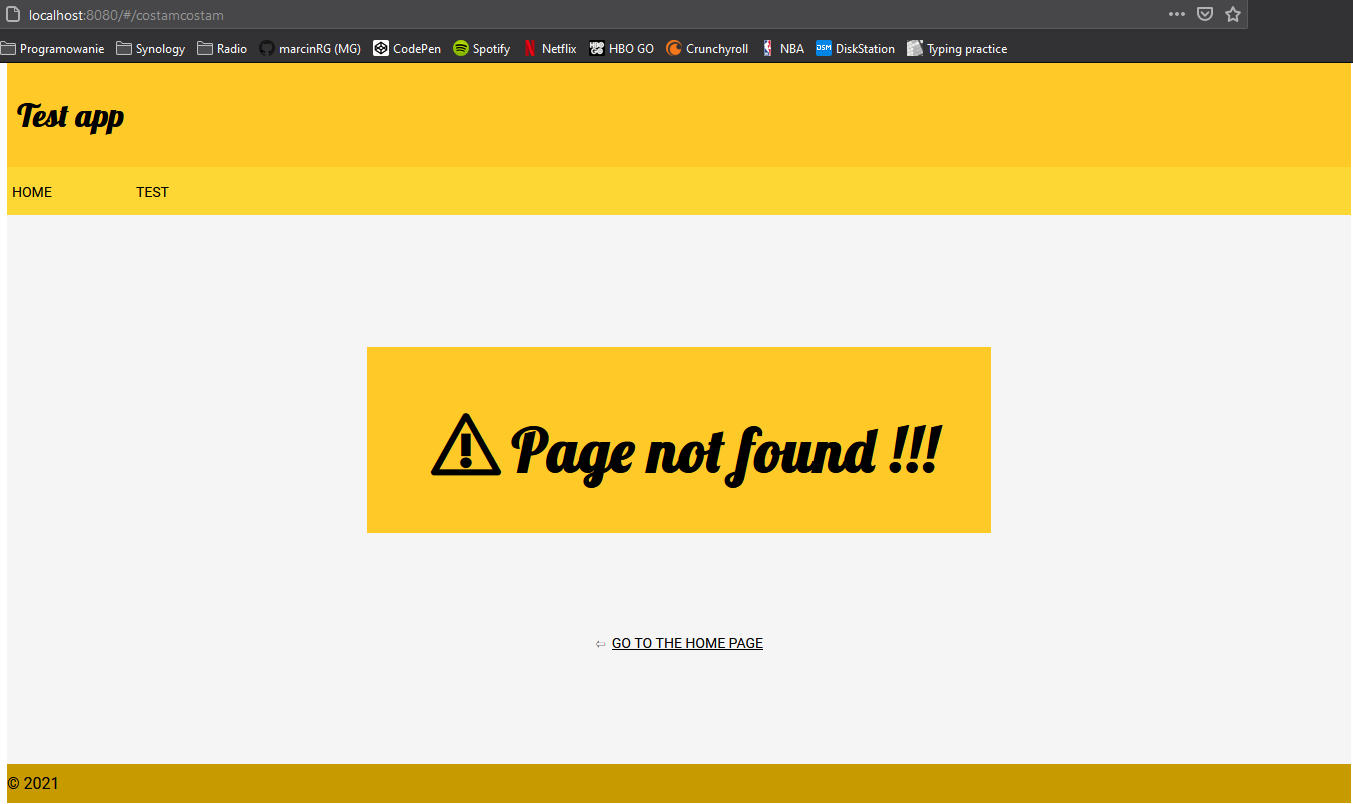 localhost:8080/#/costamcostam
Programowanie Synology Radio marcinRG (MG) CodePen Spotify Netflix HBO GO Crunchyroll NBA DiskStation Typing practice
Test app
HOME TEST
Page not found !!!
⇦ GO TO THE HOME PAGE
© 2021